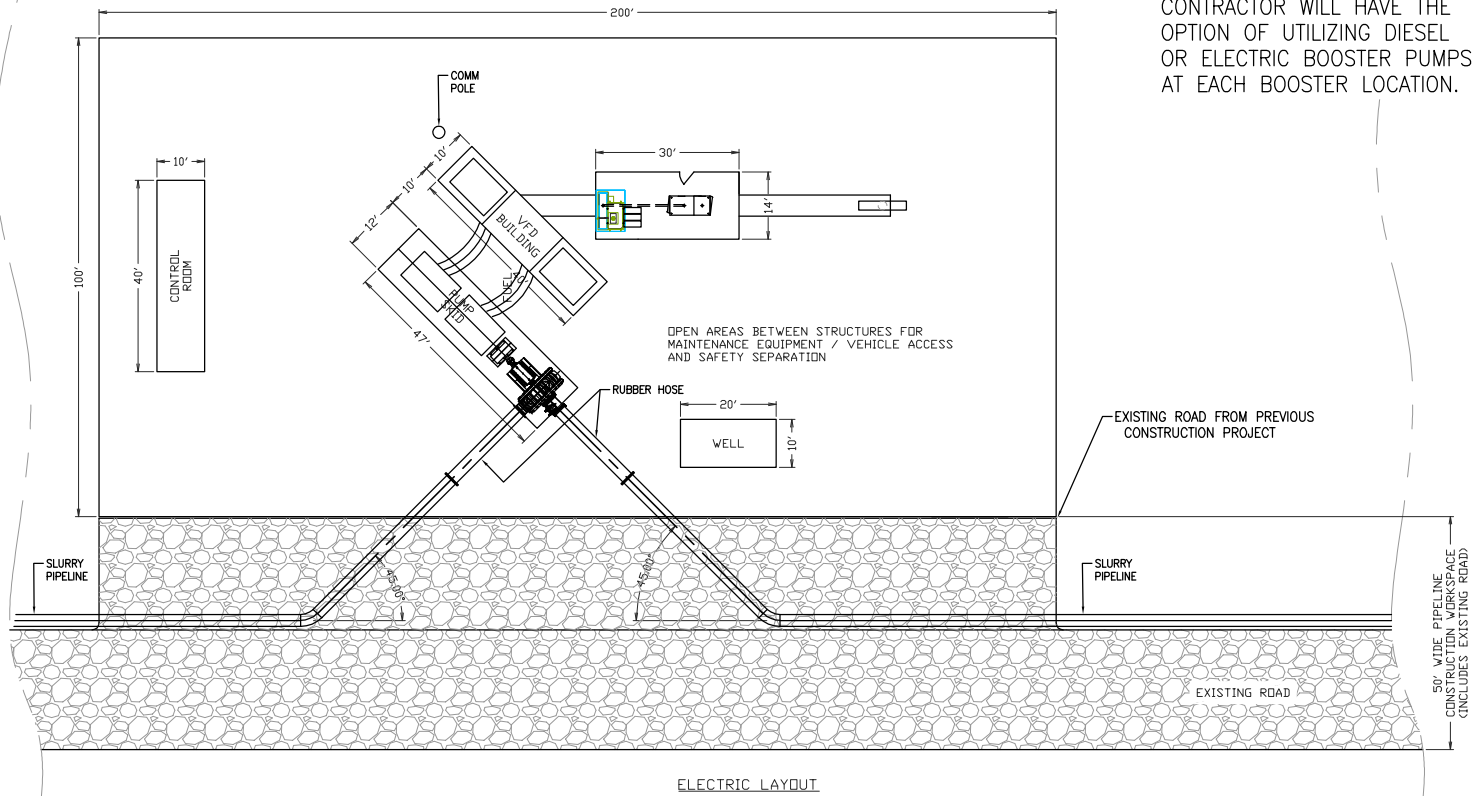 200'
CONTRACTOR WILL HAVE THE
OPTION OF UTILIZING DIESEL
OR ELECTRIC BOOSTER PUMPS
AT EACH BOOSTER LOCATION.
COMM
POLE
10'
10'
12'
10'
30'
14'
100'
40'
CONTROL
ROOM
VFD
BUILDING
40'
FUEL
PUMP
SKID
47'
OPEN AREAS BETWEEN STRUCTURES FOR
MAINTENANCE EQUIPMENT / VEHICLE ACCESS
AND SAFETY SEPARATION
RUBBER HOSE
20'
WELL
10'
EXISTING ROAD FROM PREVIOUS
CONSTRUCTION PROJECT
SLURRY
PIPELINE
45.00°
45.00°
SLURRY
PIPELINE
50' WIDE PIPELINE
CONSTRUCTION WORKSPACE
(INCLUDES EXISTING ROAD)
EXISTING ROAD
ELECTRIC LAYOUT